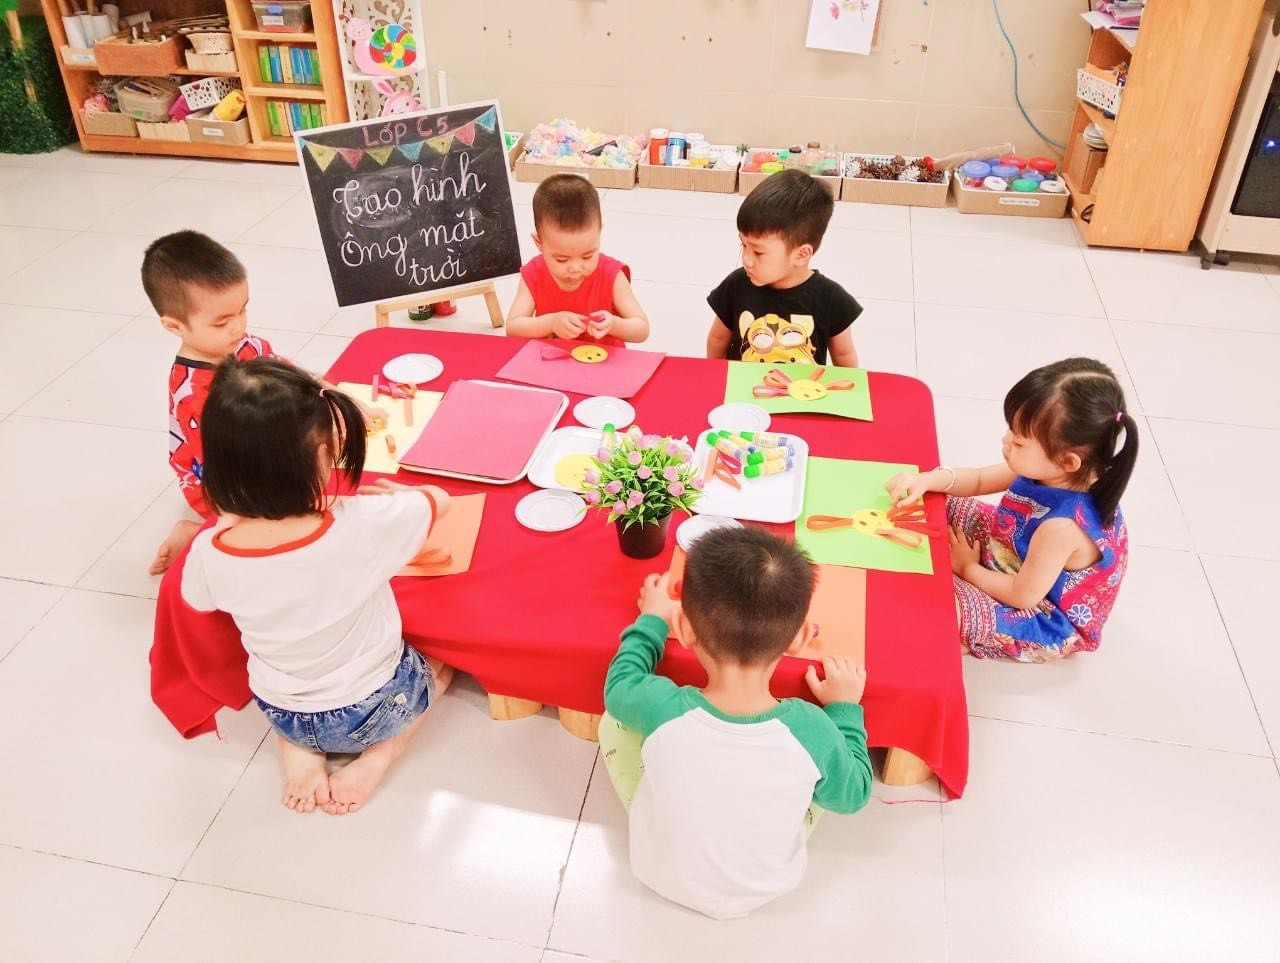 Lớp C5
Tạo hình
Ông mặt
trời